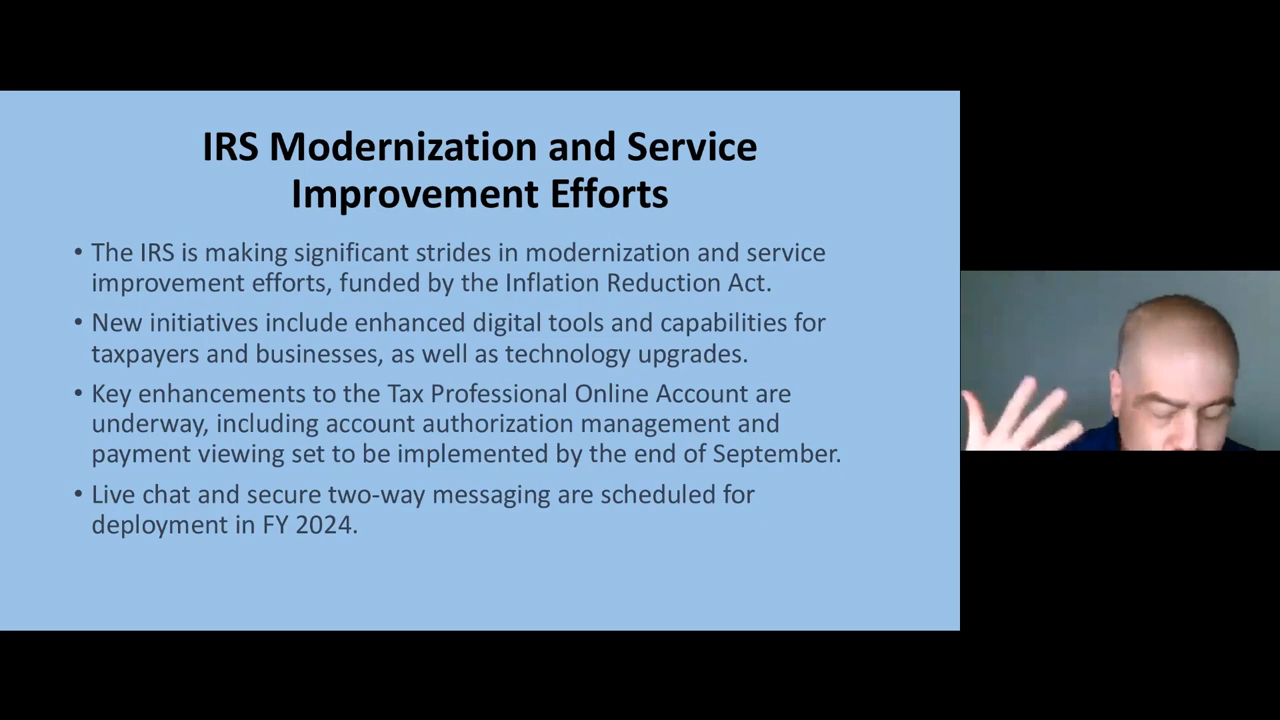 IRS Modernization and Service
Improvement Efforts
• The IRS is making significant strides in modernization and service
improvement efforts, funded by the Inflation Reduction Act.
• New initiatives include enhanced digital tools and capabilities for
taxpayers and businesses, as well as technology upgrades.
• Key enhancements to the Tax Professional Online Account are
underway, including account authorization management and
payment viewing set to be implemented by the end of September.
• Live chat and secure two-way messaging are scheduled for
deployment in FY 2024.